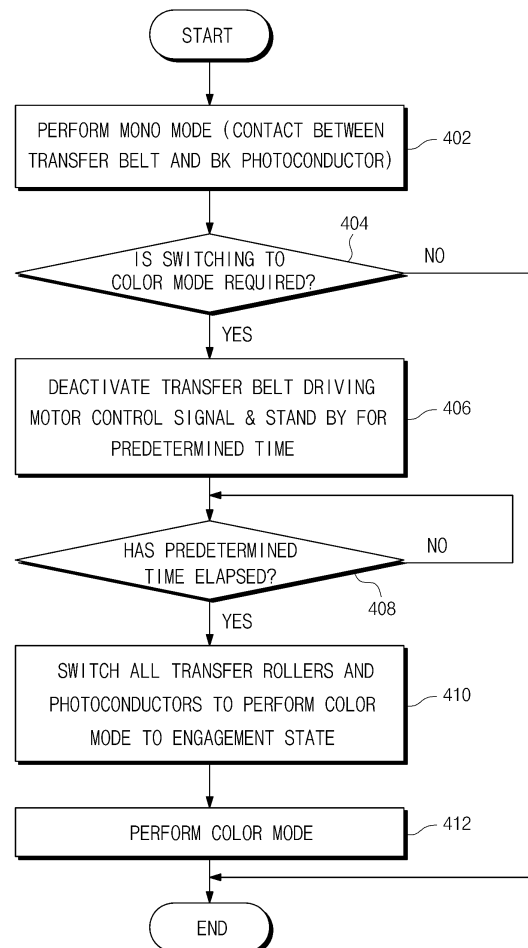 START
PERFORM MONO MODE (CONTACT BETWEEN
TRANSFER BELT AND BK PHOTOCONDUCTOR)
402
404
IS SWITCHING TO
COLOR MODE REQUIRED?
NO
YES
DEACTIVATE TRANSFER BELT DRIVING
MOTOR CONTROL SIGNAL & STAND BY FOR
PREDETERMINED TIME
406
HAS PREDETERMINED
TIME ELAPSED?
NO
408
YES
SWITCH ALL TRANSFER ROLLERS AND
PHOTOCONDUCTORS TO PERFORM COLOR
MODE TO ENGAGEMENT STATE
410
PERFORM COLOR MODE
412
END